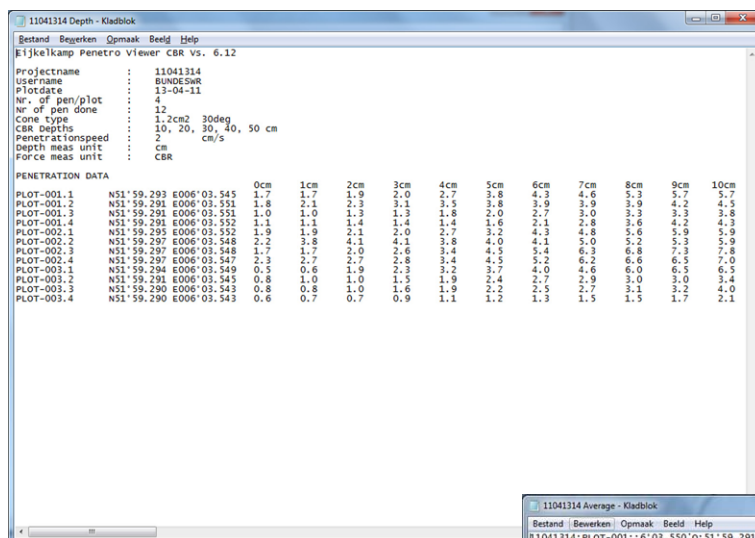 11041314 Depth - Kladblok
Bestand Bewerken Opmaak Beeld Help
Eijkelkamp Penetro Viewer CBR Vs. 6.12
Projectname : 11041314
Username : BUNDESWR
Plotdate : 13-04-11
Nr. of pen/plot : 4
Nr of pen done : 12
Cone type : 1.2cm2 30deg
CBR Depths : 10, 20, 30, 40, 50 cm
Penetrationspeed : 2 cm/s
Depth meas unit : cm
Force meas unit : CBR
PENETRATION DATA
0cm 1cm 2cm 3cm 4cm 5cm 6cm 7cm 8cm 9cm 10cm
PLOT-001.1 N51'59.293 E006'03.545 1.7 1.7 1.9 2.0 2.7 3.8 4.3 4.6 5.3 5.7 5.7
PLOT-001.2 N51'59.291 E006'03.551 1.8 2.1 2.3 3.1 3.5 3.8 3.9 3.9 3.9 4.2 4.5
PLOT-001.3 N51'59.291 E006'03.551 1.0 1.0 1.3 1.3 1.8 2.0 2.7 3.0 3.3 3.3 3.8
PLOT-001.4 N51'59.291 E006'03.552 1.1 1.1 1.4 1.4 1.4 1.6 2.1 2.8 3.6 4.2 4.3
PLOT-002.1 N51'59.295 E006'03.552 1.9 1.9 2.1 2.0 2.7 3.2 4.3 4.8 5.6 5.9 5.9
PLOT-002.2 N51'59.297 E006'03.548 2.2 3.8 4.1 4.1 3.8 4.0 4.1 5.0 5.2 5.3 5.9
PLOT-002.3 N51'59.297 E006'03.548 1.7 1.7 2.0 2.6 3.4 4.5 4.5 5.4 6.3 7.3 7.8
PLOT-002.4 N51'59.297 E006'03.547 2.3 2.7 2.7 2.8 3.4 4.5 5.2 6.2 6.6 6.5 7.0
PLOT-003.1 N51'59.294 E006'03.549 0.5 0.6 1.9 2.3 3.2 3.7 4.0 4.6 6.0 6.5 6.5
PLOT-003.2 N51'59.291 E006'03.545 0.8 1.0 1.0 1.5 1.9 2.4 2.7 2.9 3.0 3.0 3.4
PLOT-003.3 N51'59.290 E006'03.543 0.8 0.8 1.0 1.6 1.9 2.2 2.5 2.7 3.1 3.2 4.0
PLOT-003.4 N51'59.290 E006'03.543 0.6 0.7 0.7 0.9 1.1 1.2 1.3 1.5 1.5 1.7 2.1
11041314 Average - Kladblok
Bestand Bewerken Opmaak Beeld Help